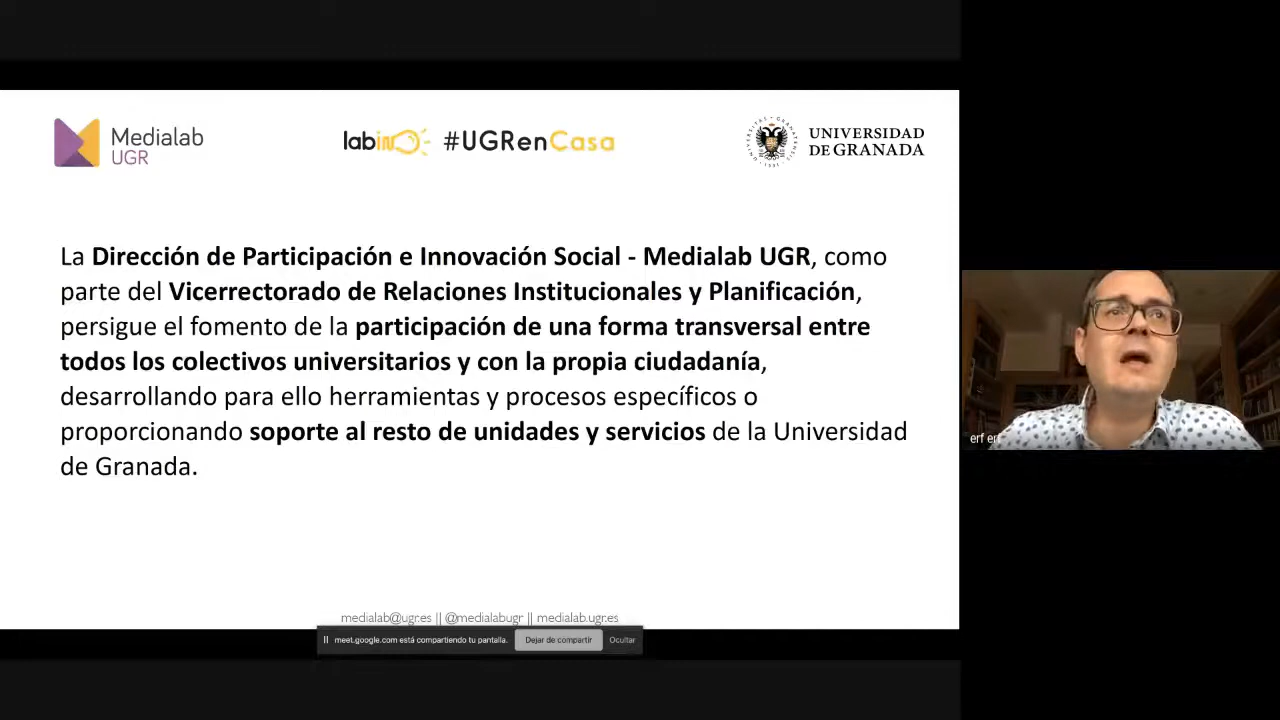 Medialab
UGR
labin #UGRenCasa
UNIVERSIDAD
DE GRANADA
La Dirección de Participación e Innovación Social - Medialab UGR, como
parte del Vicerrectorado de Relaciones Institucionales y Planificación,
persigue el fomento de la participación de una forma transversal entre
todos los colectivos universitarios y con la propia ciudadanía,
desarrollando para ello herramientas y procesos específicos o
proporcionando soporte al resto de unidades y servicios de la Universidad
de Granada.
medialab@ugr.es || @medialabugr || medialab.ugr.es
meet.google.com está compartiendo tu pantalla. Dejar de compartir Ocultar
erf erf